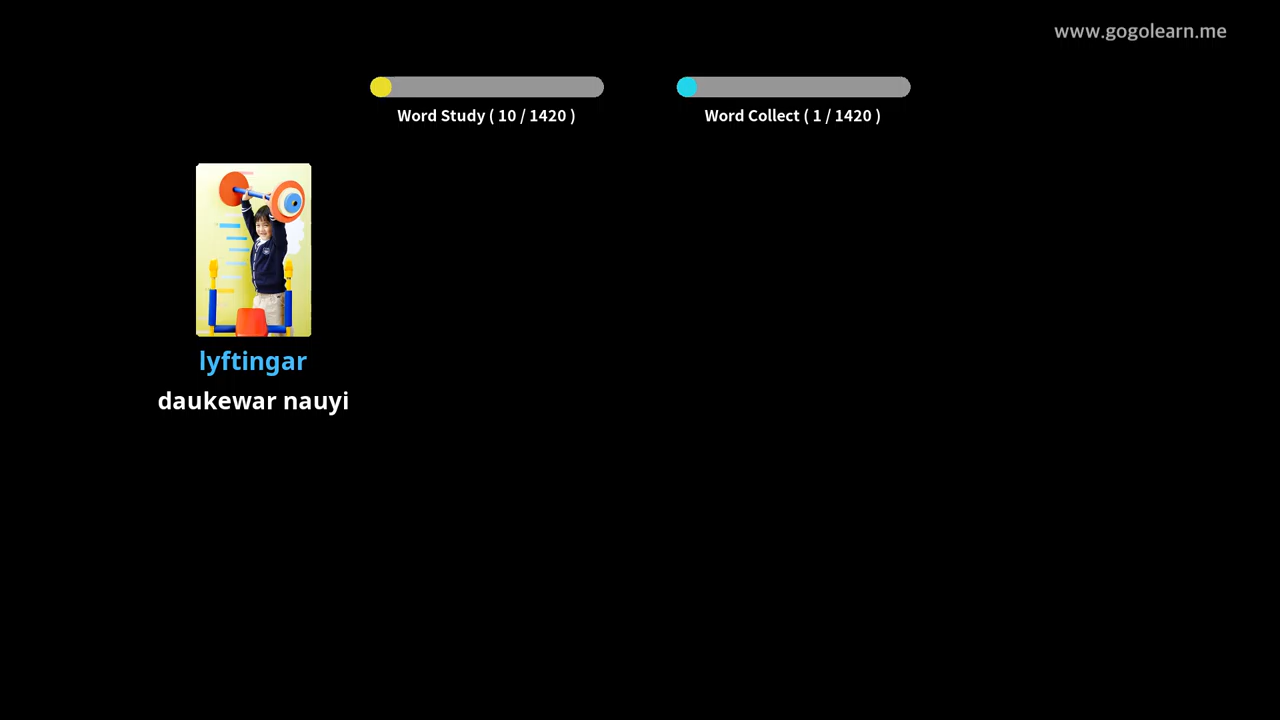 www.gogolearn.me
Word Study ( 10 / 1420 )
Word Collect ( 1 / 1420 )
lyftingar
daukewar nauyi